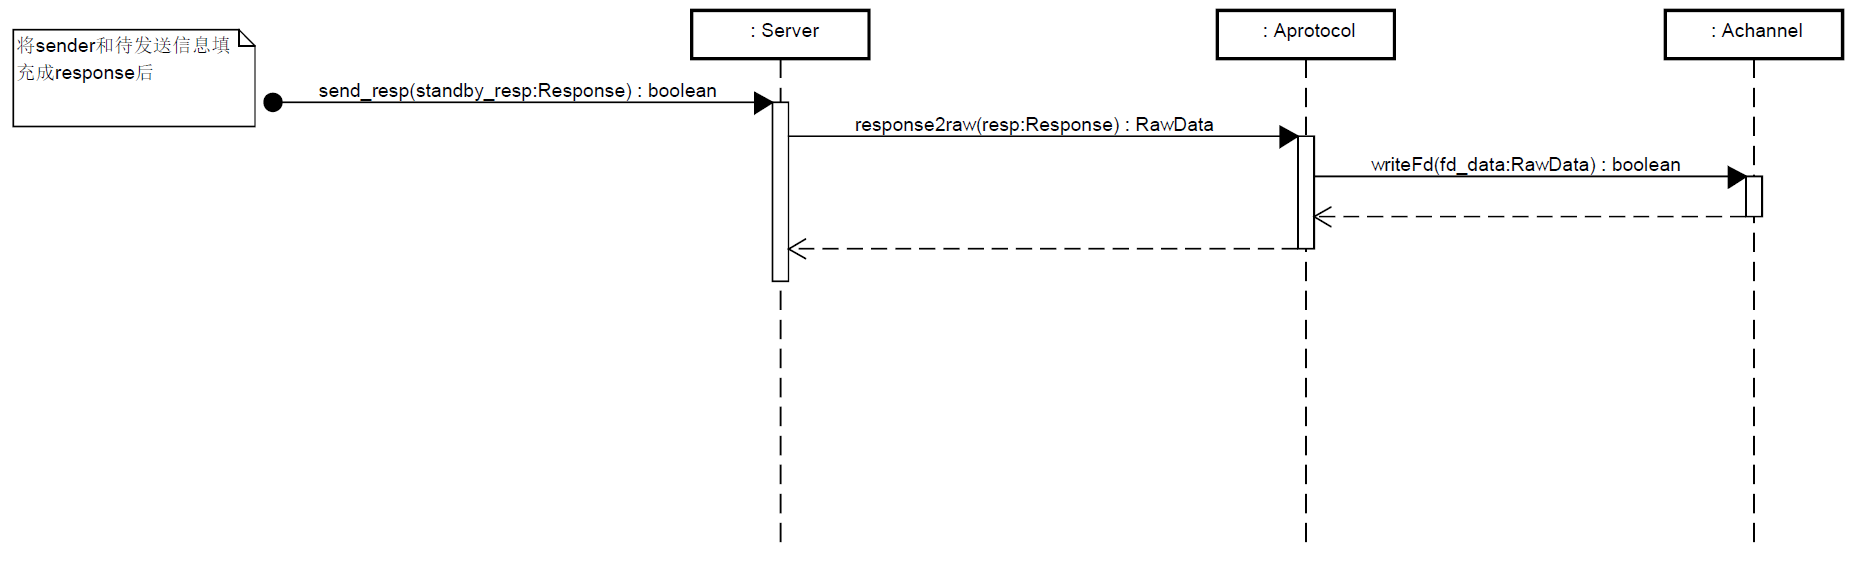 : Server
: Aprotocol
: Achannel
将sender和待发送信息填
充成response后
send_resp(standby_resp:Response) : boolean
response2raw(resp:Response) : RawData
writeFd(fd_data:RawData) : boolean